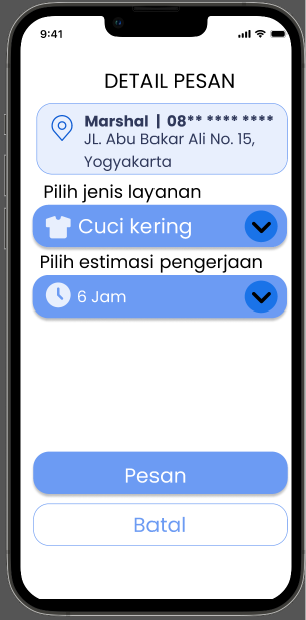 9:41
DETAIL PESAN
Marshal | 08** **** ****
JL. Abu Bakar Ali No. 15,
Yogyakarta
Pilih jenis layanan
Cuci kering
Pilih estimasi pengerjaan
6 Jam
Pesan
Batal